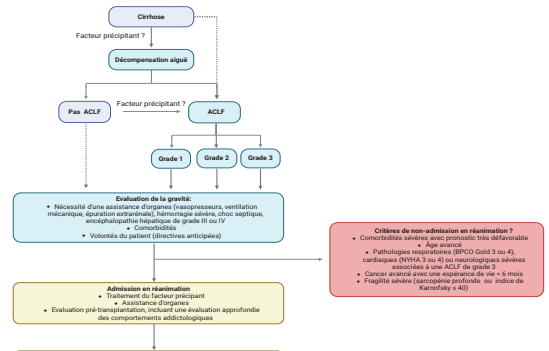 Cirrhose
Facteur précipitant ?
Décompensation aiguë
Pas ACLF
Facteur précipitant ?
ACLF
Grade 1
Grade 2
Grade 3
Evaluation de la gravité:
• Nécessité d'une assistance d'organes (vasopresseurs, ventilation
mécanique, épuration extrarénale), hémorragie sévère, choc septique,
encéphalopathie hépatique de grade III ou IV
• Comorbidités
• Volontés du patient (directives anticipées)
Critères de non-admission en réanimation ?
• Comorbidités sévères avec pronostic très défavorable
• Âge avancé
• Pathologies respiratoires (BPCO Gold 3 ou 4),
cardiaques (NYHA 3 ou 4) ou neurologiques sévères
associées à une ACLF de grade 3
• Cancer avancé avec une espérance de vie < 6 mois
• Fragilité sévère (sarcopénie profonde ou indice de
Karnofsky ≤ 40)
Admission en réanimation
• Traitement du facteur précipant
• Assistance d'organes
• Evaluation pré-transplantation, incluant une évaluation approfondie
des comportements addictologiques